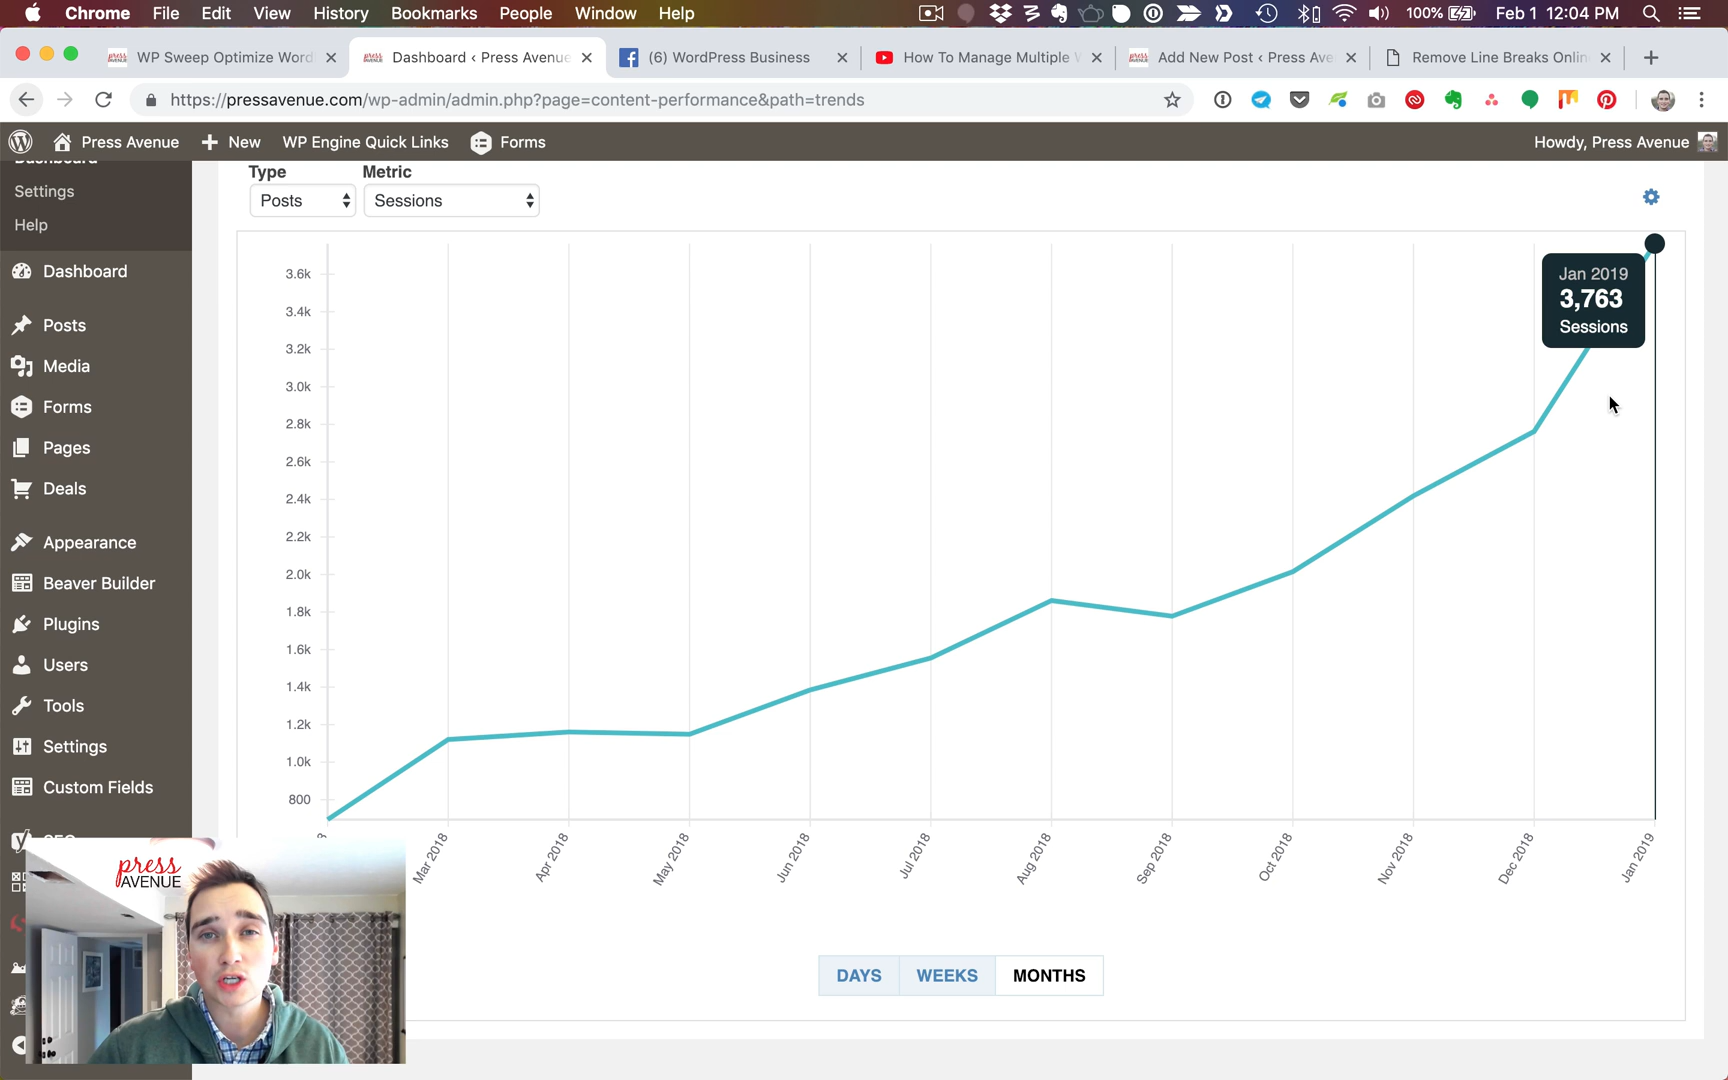 Chrome File Edit View History Bookmarks People Window Help 100% Feb 1 12:04 PM
WP Sweep Optimize Word
Dashboard ‹ Press Avenue
(6) WordPress Business
How To Manage Multiple
Add New Post ‹ Press Ave
Remove Line Breaks Onlin
https://pressavenue.com/wp-admin/admin.php?page=content-performance&path=trends
Press Avenue New WP Engine Quick Links Forms Howdy, Press Avenue
Dashboard
Settings
Help
Dashboard
Posts
Media
Forms
Pages
Deals
Appearance
Beaver Builder
Plugins
Users
Tools
Settings
Custom Fields
SEO
Type Metric
Posts Sessions
3.6k
3.4k
3.2k
3.0k
2.8k
2.6k
2.4k
2.2k
2.0k
1.8k
1.6k
1.4k
1.2k
1.0k
800
Jan 2019
3,763
Sessions
Mar 2018
Apr 2018
May 2018
Jun 2018
Jul 2018
Aug 2018
Sep 2018
Oct 2018
Nov 2018
Dec 2018
Jan 2019
DAYS WEEKS MONTHS
press
AVENUE